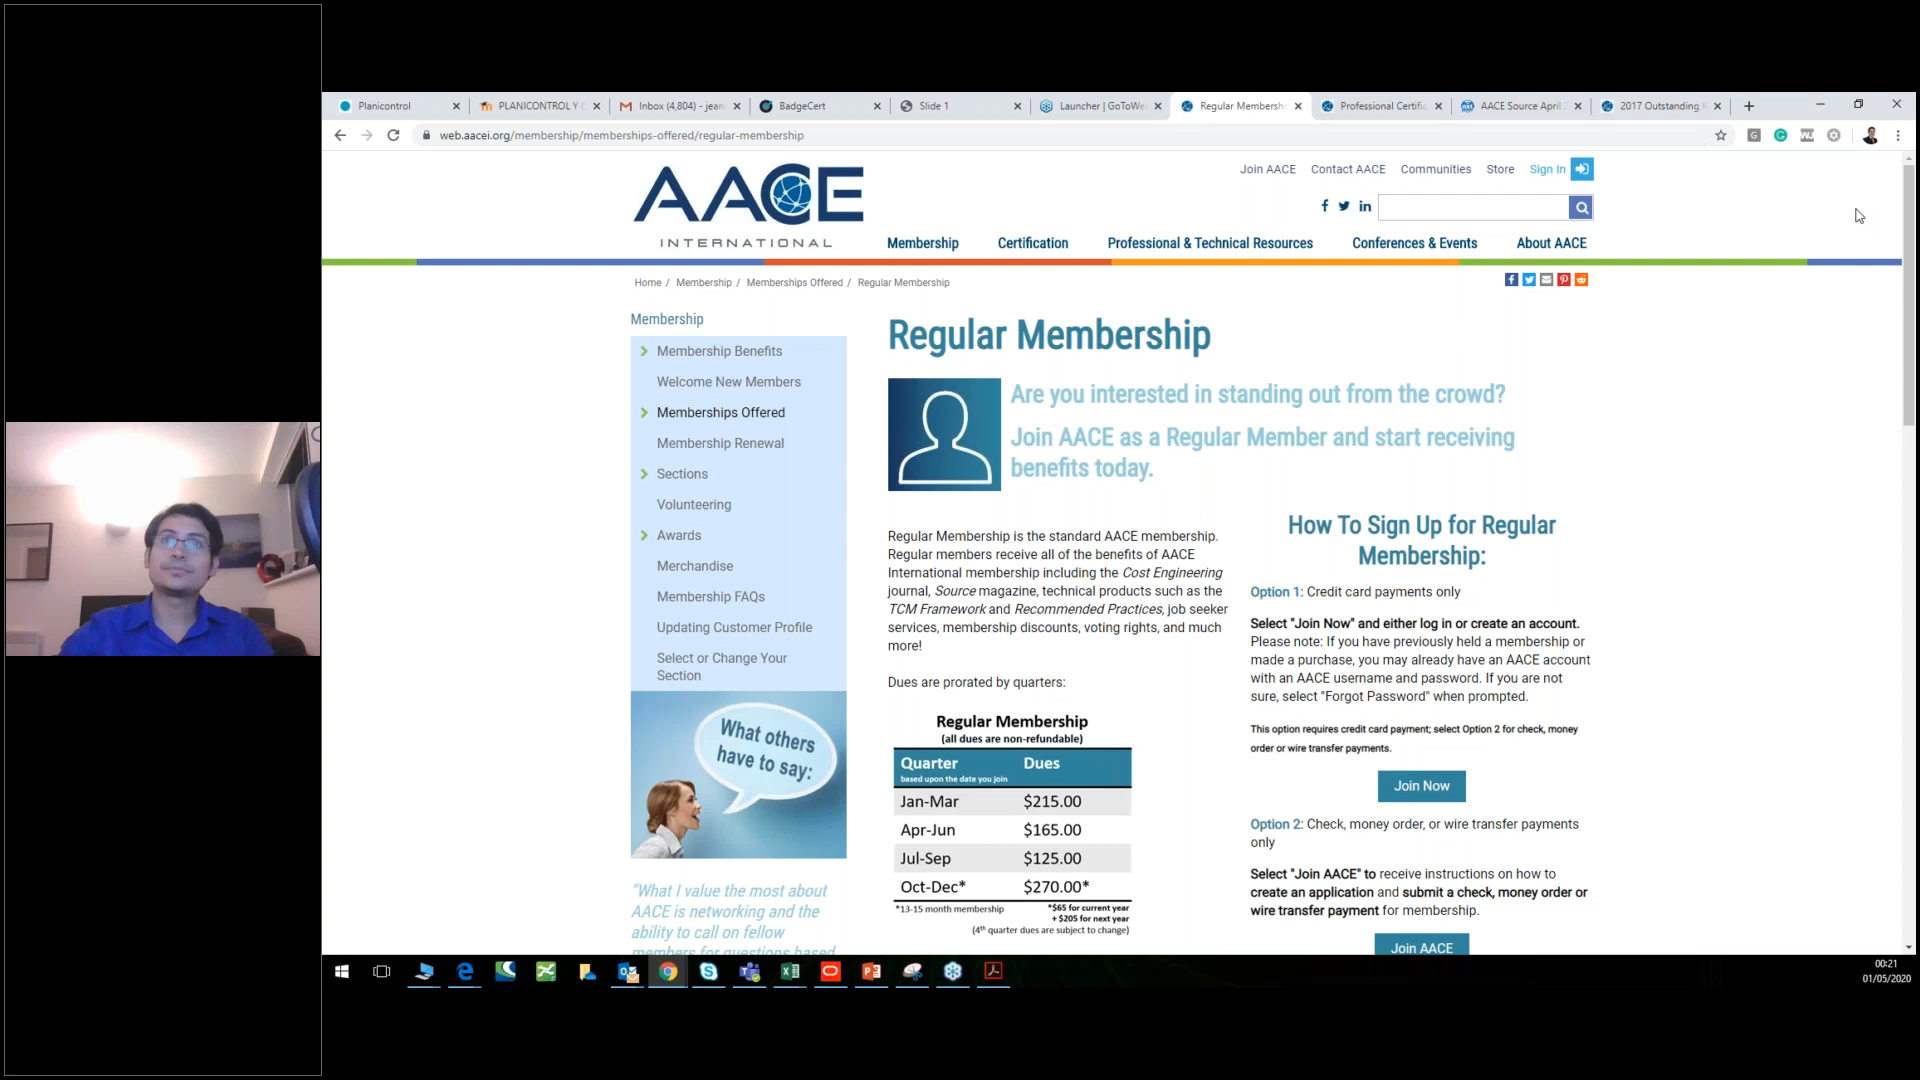 Planicontrol
PLANICONTROL Y C
Inbox (4,804) - jean
BadgeCert
Slide 1
Launcher | GoToWe
Regular Membersh
Professional Certific
AACE Source April
2017 Outstanding
web.aacei.org/membership/memberships-offered/regular-membership
Join AACE
Contact AACE
Communities
Store
Sign In
AACE
INTERNATIONAL
Membership
Certification
Professional & Technical Resources
Conferences & Events
About AACE
Home / Membership / Memberships Offered / Regular Membership
Membership
Membership Benefits
Welcome New Members
Memberships Offered
Membership Renewal
Sections
Volunteering
Awards
Merchandise
Membership FAQs
Updating Customer Profile
Select or Change Your
Section
What others
have to say:
"What I value the most about
AACE is networking and the
ability to call on fellow
members for questions based
Regular Membership
Are you interested in standing out from the crowd?
Join AACE as a Regular Member and start receiving
benefits today.
Regular Membership is the standard AACE membership.
Regular members receive all of the benefits of AACE
International membership including the Cost Engineering
journal, Source magazine, technical products such as the
TCM Framework and Recommended Practices, job seeker
services, membership discounts, voting rights, and much
more!
Dues are prorated by quarters:
Regular Membership
(all dues are non-refundable)
Quarter Dues
based upon the date you join
Jan-Mar $215.00
Apr-Jun $165.00
Jul-Sep $125.00
Oct-Dec* $270.00*
*13-15 month membership *$65 for current year
+ $205 for next year
(4th quarter dues are subject to change)
How To Sign Up for Regular
Membership:
Option 1: Credit card payments only
Select "Join Now" and either log in or create an account.
Please note: If you have previously held a membership or
made a purchase, you may already have an AACE account
with an AACE username and password. If you are not
sure, select "Forgot Password" when prompted.
This option requires credit card payment; select Option 2 for check, money
order or wire transfer payments.
Join Now
Option 2: Check, money order, or wire transfer payments
only
Select "Join AACE" to receive instructions on how to
create an application and submit a check, money order or
wire transfer payment for membership.
Join AACE
00:21
01/05/2020